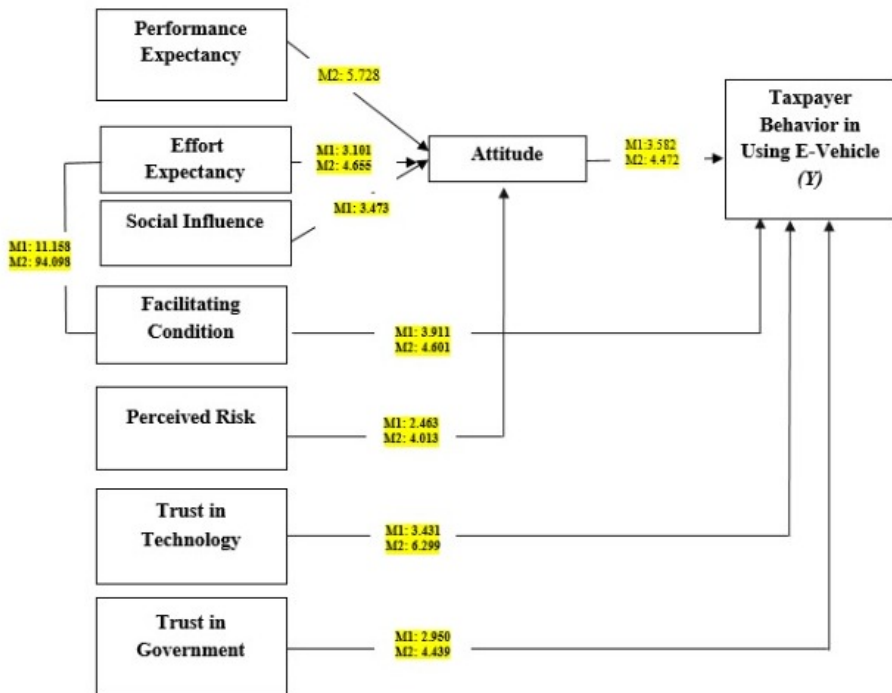 Performance
Expectancy
M2: 5.728
Effort
Expectancy
M1: 3.101
M2: 4.655
Attitude
M1:3.582
M2: 4.472
Taxpayer
Behavior in
Using E-Vehicle
(Y)
Social Influence
M1: 3.473
M1: 11.158
M2: 94.098
Facilitating
Condition
M1: 3.911
M2: 4.601
Perceived Risk
M1: 2.463
M2: 4.013
Trust in
Technology
M1: 3.431
M2: 6.299
Trust in
Government
M1: 2.950
M2: 4.439